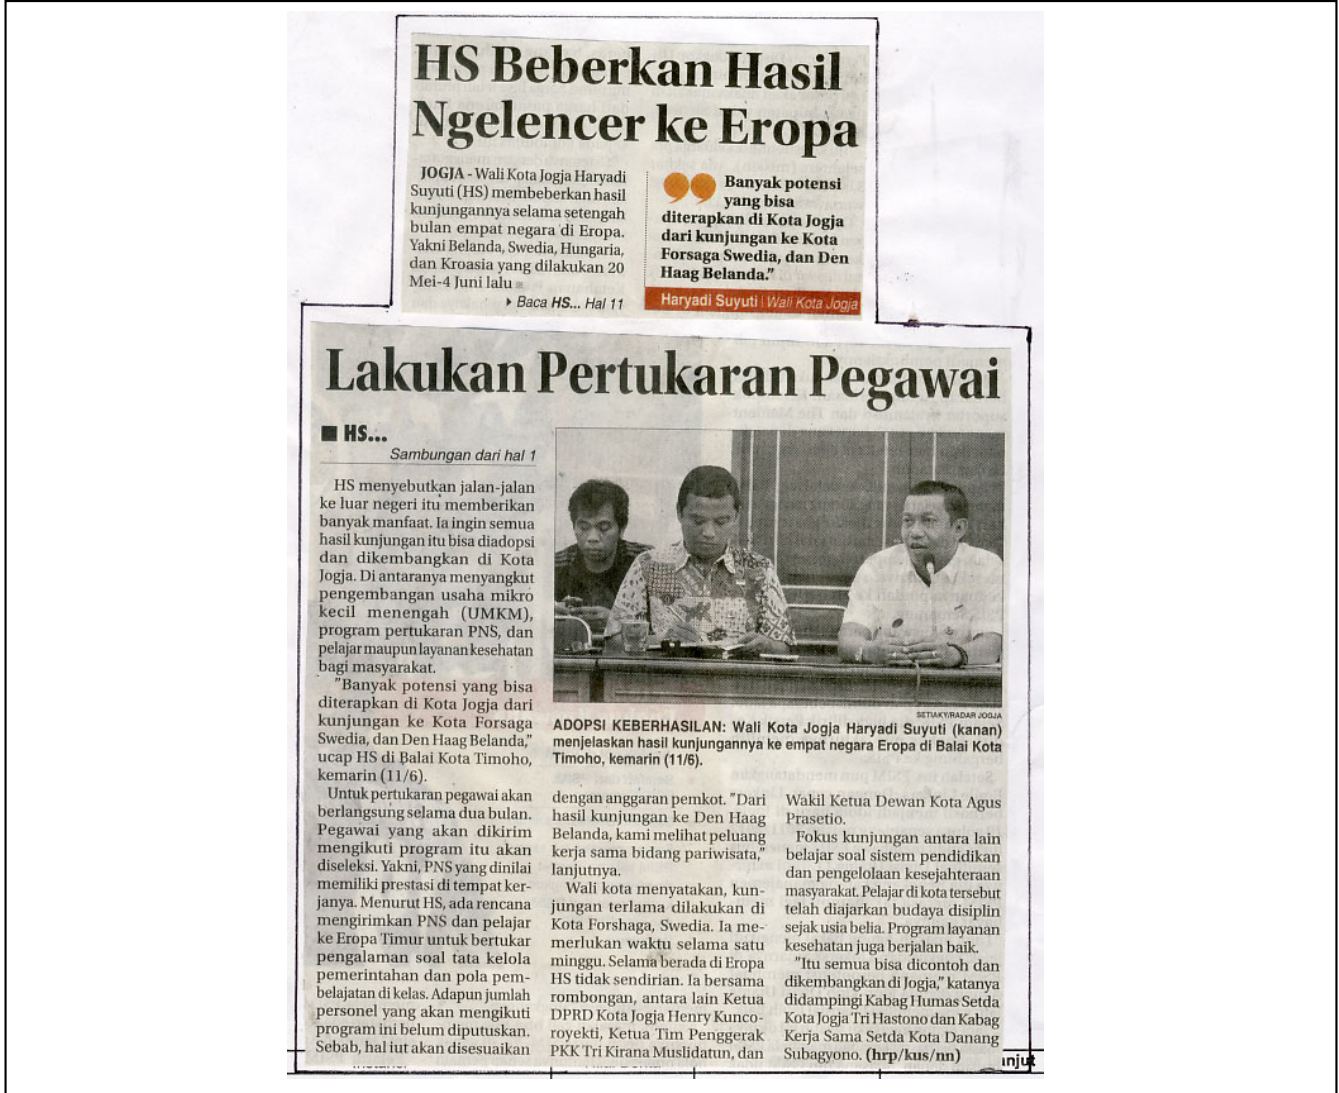 HS Beberkan Hasil
Ngelencer ke Eropa
JOGJA - Wali Kota Jogja Haryadi
Suyuti (HS) membeberkan hasil
kunjungannya selama setengah
bulan empat negara di Eropa.
Yakni Belanda, Swedia, Hungaria,
dan Kroasia yang dilakukan 20
Mei-4 Juni lalu
Baca HS... Hal 11
Banyak potensi
yang bisa
diterapkan di Kota Jogja
dari kunjungan ke Kota
Forsaga Swedia, dan Den
Haag Belanda."
Haryadi Suyuti | Wali Kota Jogja
Lakukan Pertukaran Pegawai
HS...
Sambungan dari hal 1
HS menyebutkan jalan-jalan
ke luar negeri itu memberikan
banyak manfaat. Ia ingin semua
hasil kunjungan itu bisa diadopsi
dan dikembangkan di Kota
Jogja. Di antaranya menyangkut
pengembangan usaha mikro
kecil menengah (UMKM),
program pertukaran PNS, dan
pelajar maupun layanan kesehatan
bagi masyarakat.
"Banyak potensi yang bisa
diterapkan di Kota Jogja dari
kunjungan ke Kota Forsaga
Swedia, dan Den Haag Belanda,"
ucap HS di Balai Kota Timoho,
kemarin (11/6).
Untuk pertukaran pegawai akan
berlangsung selama dua bulan.
Pegawai yang akan dikirim
mengikuti program itu akan
diseleksi. Yakni, PNS yang dinilai
memiliki prestasi di tempat ker-
janya. Menurut HS, ada rencana
mengirimkan PNS dan pelajar
ke Eropa Timur untuk bertukar
pengalaman soal tata kelola
pemerintahan dan pola pem-
belajatan di kelas. Adapun jumlah
personel yang akan mengikuti
program ini belum diputuskan.
Sebab, hal iut akan disesuaikan
SETIAKY/RADAR JOGJA
ADOPSI KEBERHASILAN: Wali Kota Jogja Haryadi Suyuti (kanan)
menjelaskan hasil kunjungannya ke empat negara Eropa di Balai Kota
Timoho, kemarin (11/6).
dengan anggaran pemkot. "Dari
hasil kunjungan ke Den Haag
Belanda, kami melihat peluang
kerja sama bidang pariwisata,"
lanjutnya.
Wali kota menyatakan, kun-
jungan terlama dilakukan di
Kota Forshaga, Swedia. Ia me-
merlukan waktu selama satu
minggu. Selama berada di Eropa
HS tidak sendirian. Ia bersama
rombongan, antara lain Ketua
DPRD Kota Jogja Henry Kunco-
royekti, Ketua Tim Penggerak
PKK Tri Kirana Muslidatun, dan
Wakil Ketua Dewan Kota Agus
Prasetio.
Fokus kunjungan antara lain
belajar soal sistem pendidikan
dan pengelolaan kesejahteraan
masyarakat. Pelajar di kota tersebut
telah diajarkan budaya disiplin
sejak usia belia. Program layanan
kesehatan juga berjalan baik.
"Itu semua bisa dicontoh dan
dikembangkan di Jogja," katanya
didampingi Kabag Humas Setda
Kota Jogja Tri Hastono dan Kabag
Kerja Sama Setda Kota Danang
Subagyono. (hrp/kus/nn)